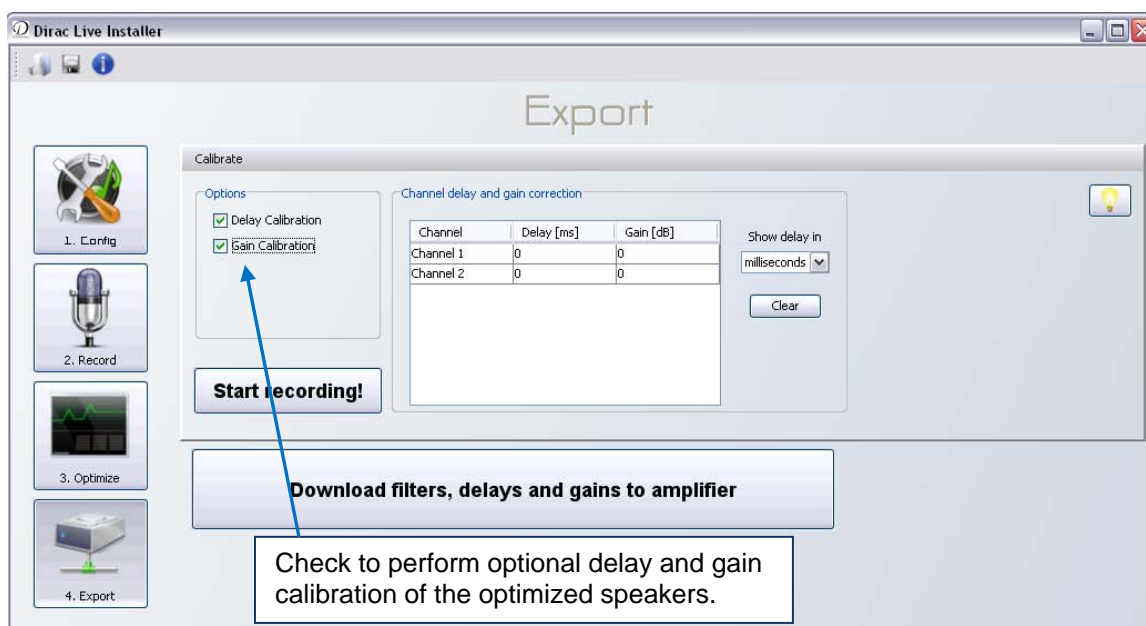 Dirac Live Installer
Export
1. Config
2. Record
3. Optimize
4. Export
Calibrate
Options
Delay Calibration
Gain Calibration
Start recording!
Channel delay and gain correction
Channel Delay [ms] Gain [dB]
Channel 1 0 0
Channel 2 0 0
Show delay in
milliseconds
Clear
Download filters, delays and gains to amplifier
Check to perform optional delay and gain
calibration of the optimized speakers.